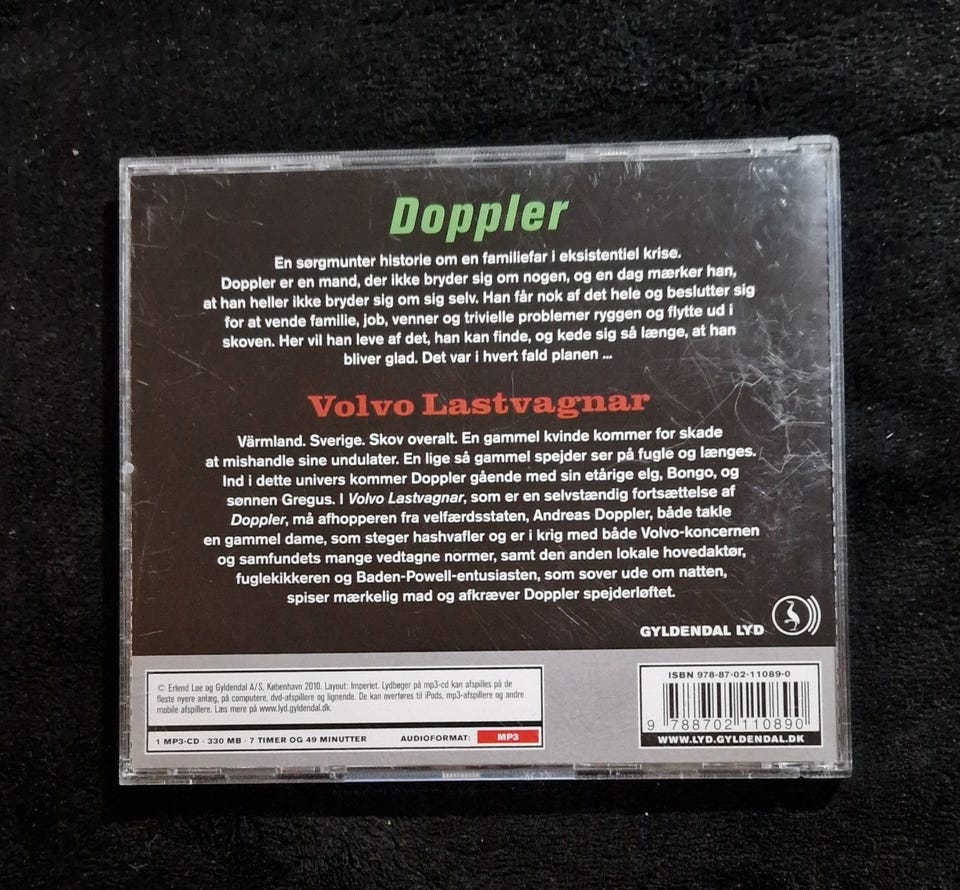 Doppler
En sørgmunter historie om en familiefar i eksistentiel krise.
Doppler er en mand, der ikke bryder sig om nogen, og en dag mærker han,
at han heller ikke bryder sig om sig selv. Han får nok af det hele og beslutter sig
for at vende familie, job, venner og trivielle problemer ryggen og flytte ud i
skoven. Her vil han leve af det, han kan finde, og kede sig så længe, at han
bliver glad. Det var i hvert fald planen ...
Volvo Lastvagnar
Värmland. Sverige. Skov overalt. En gammel kvinde kommer for skade
at mishandle sine undulater. En lige så gammel spejder ser på fugle og længes.
Ind i dette univers kommer Doppler gående med sin etårige elg, Bongo, og
sønnen Gregus. I Volvo Lastvagnar, som er en selvstændig fortsættelse af
Doppler, må afhopperen fra velfærdsstaten, Andreas Doppler, både takle
en gammel dame, som steger hashvafler og er i krig med både Volvo-koncernen
og samfundets mange vedtagne normer, samt den anden lokale hovedaktør,
fuglekikkeren og Baden-Powell-entusiasten, som sover ude om natten,
spiser mærkelig mad og afkræver Doppler spejderløftet.
GYLDENDAL LYD
© Erlend Loe og Gyldendal A/S, København 2010. Layout: Imperiet. Lydbøger på mp3-cd kan afspilles på de
fleste nyere anlæg, på computere, dvd-afspillere og lignende. De kan overføres til iPods, mp3-afspillere og andre
mobile afspillere. Læs mere på www.lyd.gyldendal.dk.
1 MP3-CD · 330 MB · 7 TIMER OG 49 MINUTTER AUDIOFORMAT: MP3
ISBN 978-87-02-11089-0
9 788702 110890
WWW.LYD.GYLDENDAL.DK